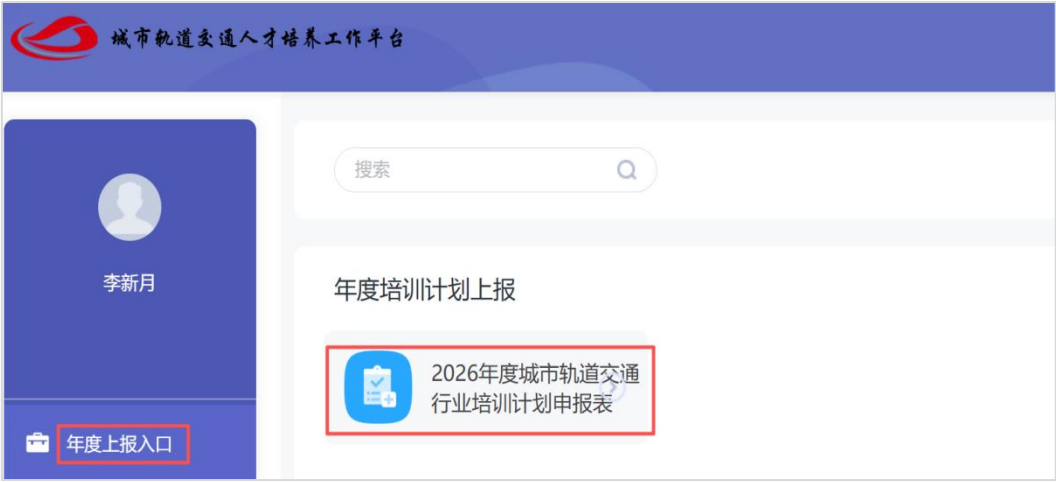 城市轨道交通人才培养工作平台
搜索
李新月
年度培训计划上报
2026年度城市轨道交通
行业培训计划申报表
年度上报入口